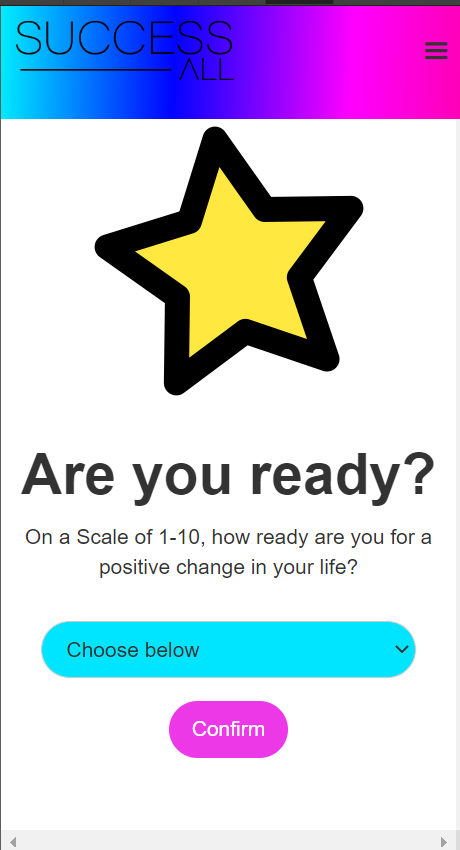 SUCCESS
ALL
Are you ready?
On a Scale of 1-10, how ready are you for a
positive change in your life?
Choose below
Confirm